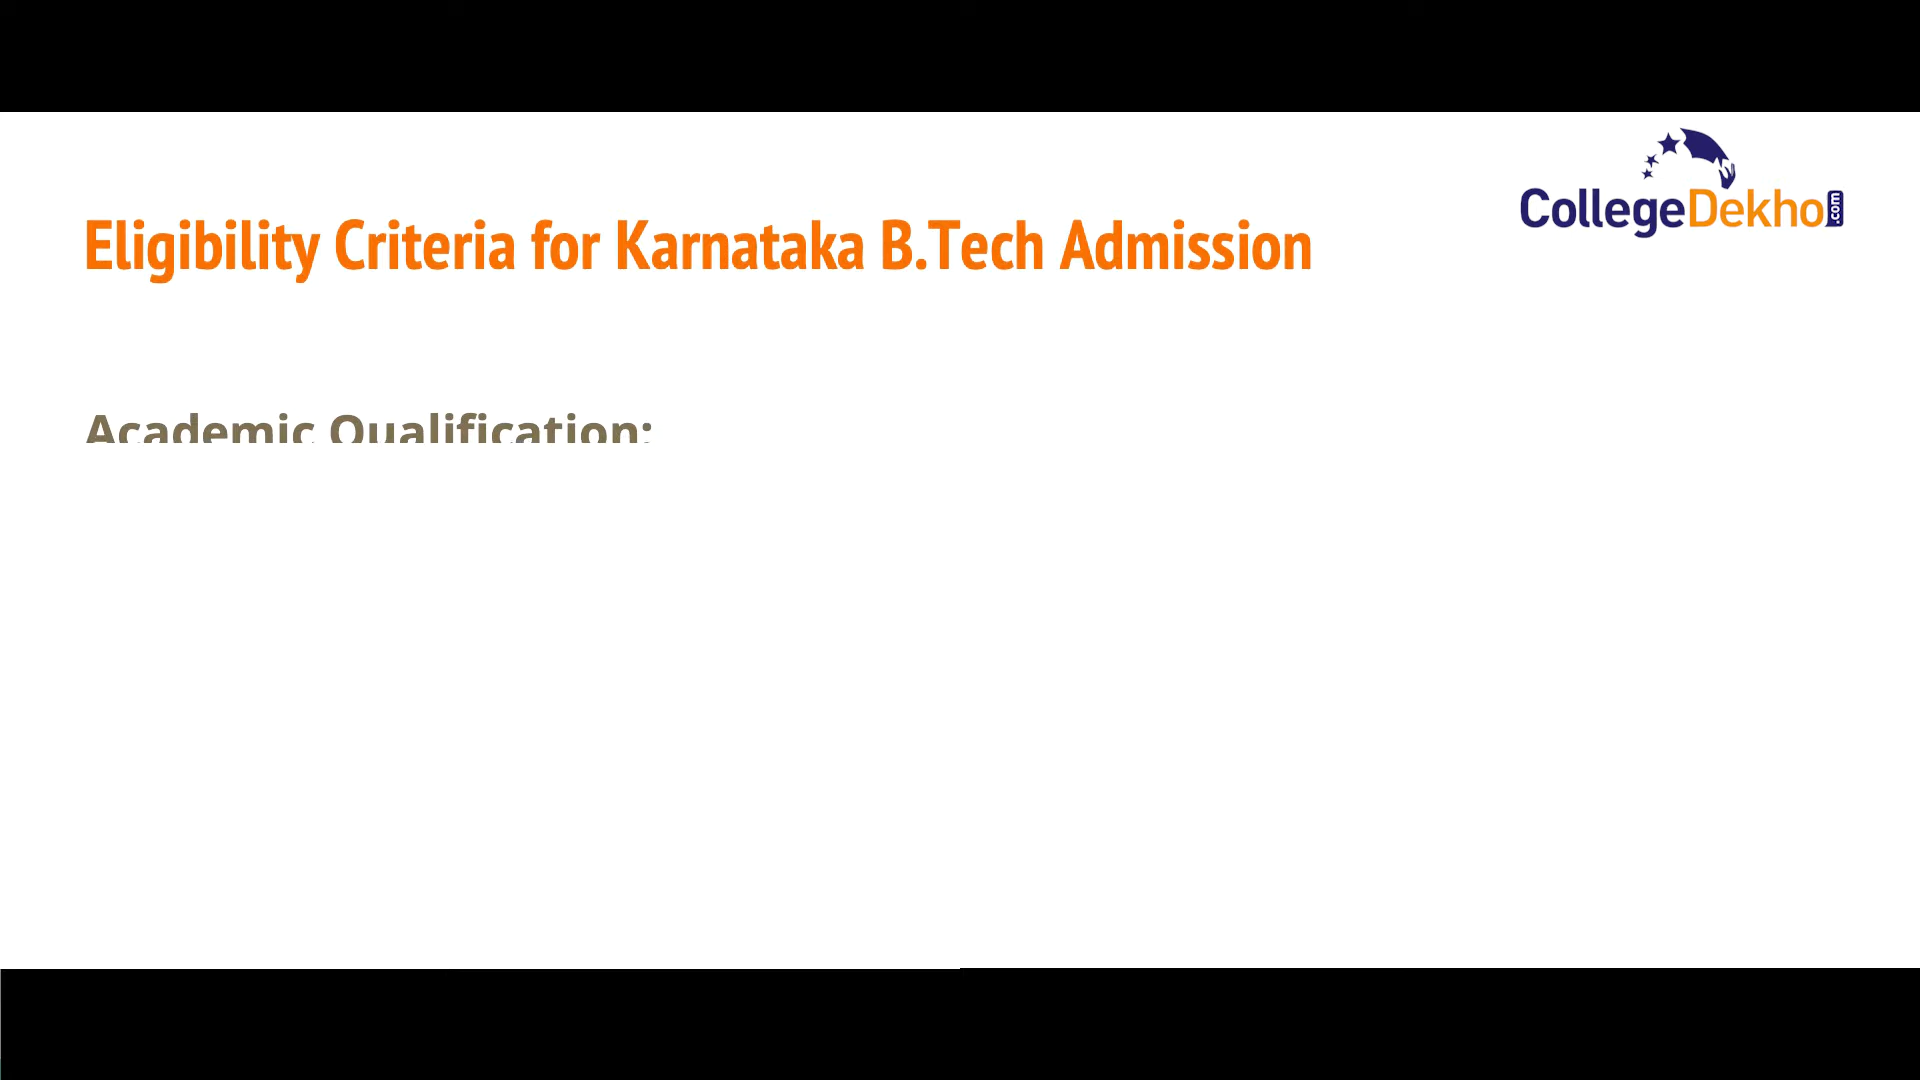 CollegeDekho.com
Eligibility Criteria for Karnataka B.Tech Admission
Academic Qualification: